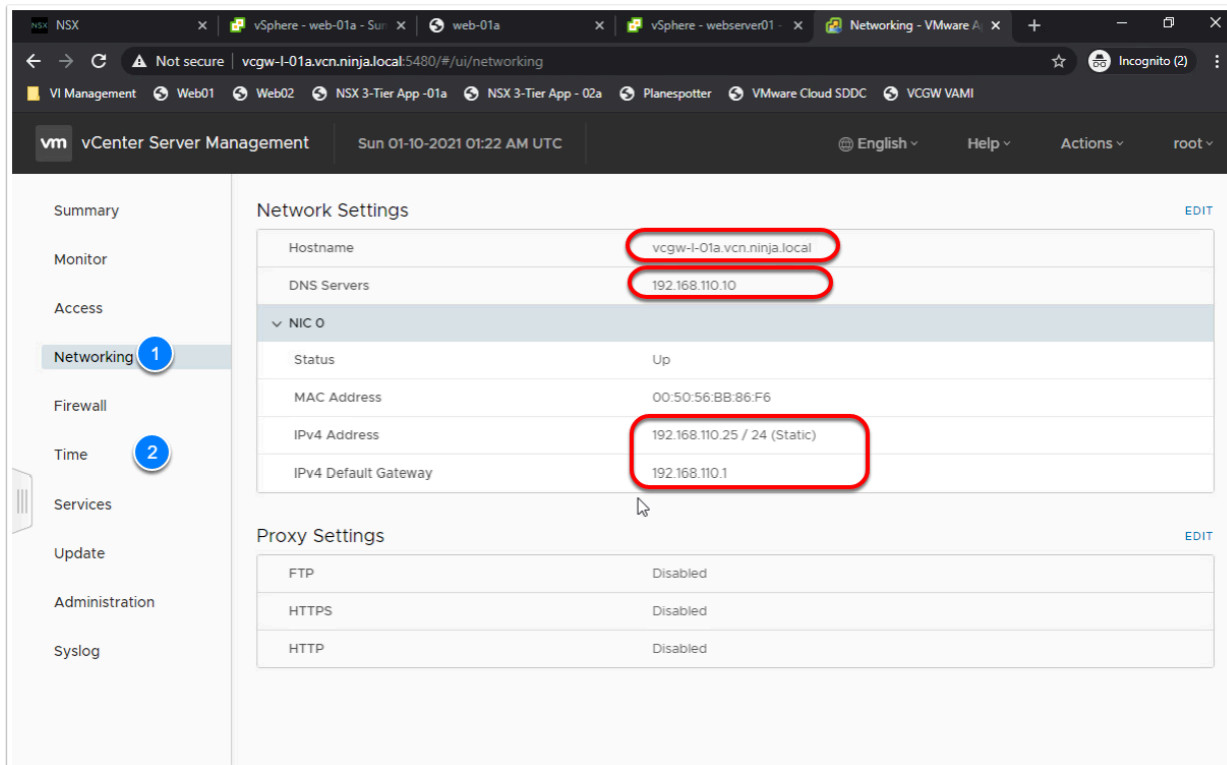 NSX NSX
vSphere - web-01a - Sur
web-01a
vSphere - webserver01 -
Networking - VMware A
Not secure vcgw-l-01a.vcn.ninja.local:5480/#/ui/networking
Incognito (2)
VI Management Web01 Web02 NSX 3-Tier App -01a NSX 3-Tier App - 02a Planespotter VMware Cloud SDDC VCGW VAMI
vm vCenter Server Management Sun 01-10-2021 01:22 AM UTC English Help Actions root
Summary
Monitor
Access
Networking 1
Firewall
Time 2
Services
Update
Administration
Syslog
Network Settings EDIT
Hostname vcgw-l-01a.vcn.ninja.local
DNS Servers 192.168.110.10
NIC 0
Status Up
MAC Address 00:50:56:BB:86:F6
IPv4 Address 192.168.110.25 / 24 (Static)
IPv4 Default Gateway 192.168.110.1
Proxy Settings EDIT
FTP Disabled
HTTPS Disabled
HTTP Disabled